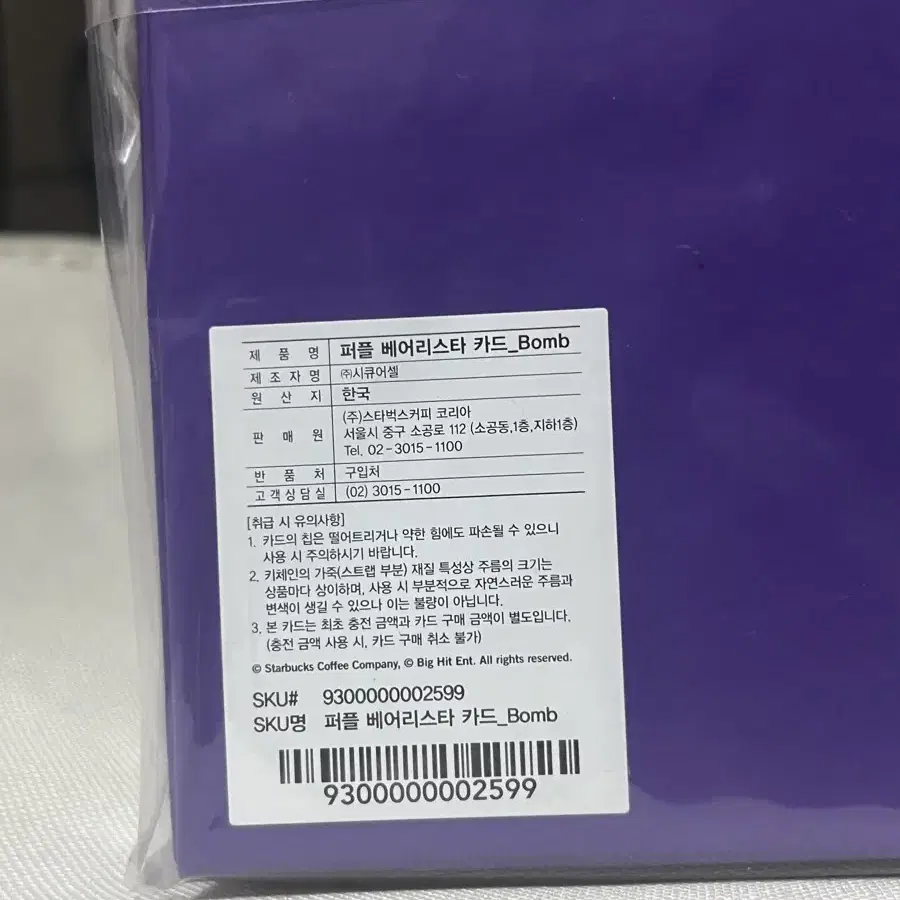 제품명 퍼플 베어리스타 카드_Bomb
제조자명 ㈜시큐어셀
원산지 한국
판매원 (주)스타벅스커피 코리아
서울시 중구 소공로 112 (소공동,1층,지하1층)
Tel. 02-3015-1100
반품처 구입처
고객상담실 (02) 3015-1100
[취급 시 유의사항]
1. 카드의 칩은 떨어트리거나 약한 힘에도 파손될 수 있으니
사용 시 주의하시기 바랍니다.
2. 키체인의 가죽(스트랩 부분) 재질 특성상 주름의 크기는
상품마다 상이하며, 사용 시 부분적으로 자연스러운 주름과
변색이 생길 수 있으나 이는 불량이 아닙니다.
3. 본 카드는 최초 충전 금액과 카드 구매 금액이 별도입니다.
(충전 금액 사용 시, 카드 구매 취소 불가)
© Starbucks Coffee Company, © Big Hit Ent. All rights reserved.
SKU# 9300000002599
SKU명 퍼플 베어리스타 카드_Bomb
9300000002599